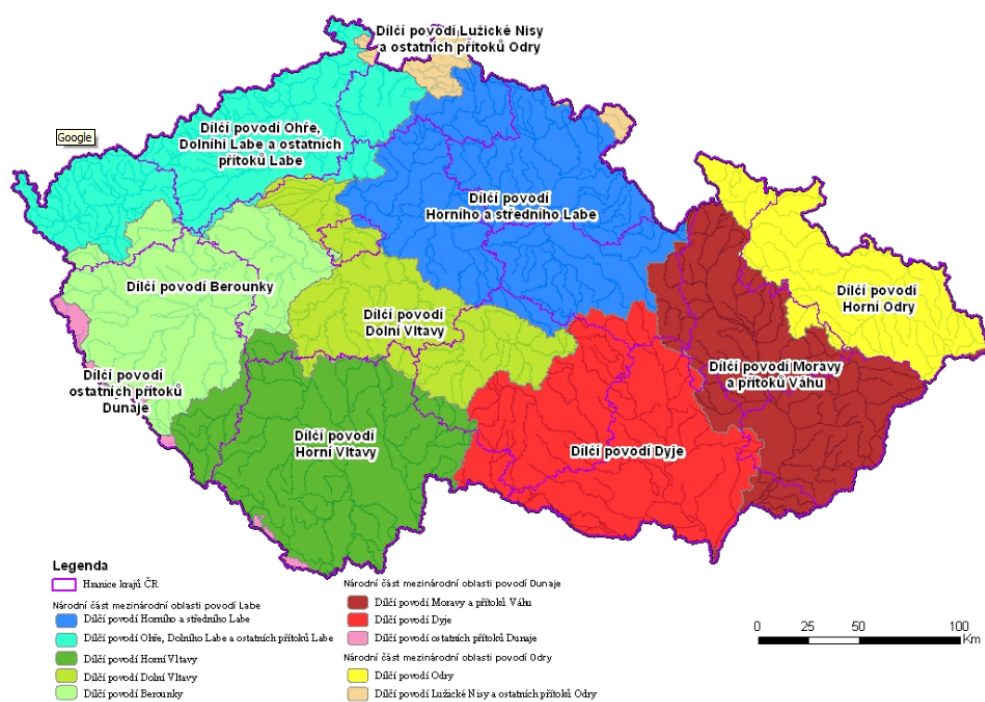 Dílčí povodí Lužické Nisy
a ostatních přítoků Odry
Google
Dílčí povodí Ohře,
Dolníhi Labe a ostatních
přítoků Labe
Dílčí povodí
Horního a středního Labe
Dílčí povodí Berounky
Dílčí povodí
Horní Odry
Dílčí povodí
Dolní Vltavy
Dílčí povodí
ostatních přítoků
Dunaje
Dílčí povodí Moravy
a přítoků Váhu
Dílčí povodí
Horní Vltavy
Dílčí povodí Dyje
Legenda
Hranice krajů ČR
Národní část mezinárodní oblasti povodí Labe
Dílčí povodí Horního a středního Labe
Dílčí povodí Ohře, Dolního Labe a ostatních přítoků Labe
Dílčí povodí Horní Vltavy
Dílčí povodí Dolní Vltavy
Dílčí povodí Berounky
Národní část mezinárodní oblasti povodí Dunaje
Dílčí povodí Moravy a přítoků Váhu
Dílčí povodí Dyje
Dílčí povodí ostatních přítoků Dunaje
Národní část mezinárodní oblasti povodí Odry
Dílčí povodí Odry
Dílčí povodí Lužické Nisy a ostatních přítoků Odry
0 25 50 100
Km